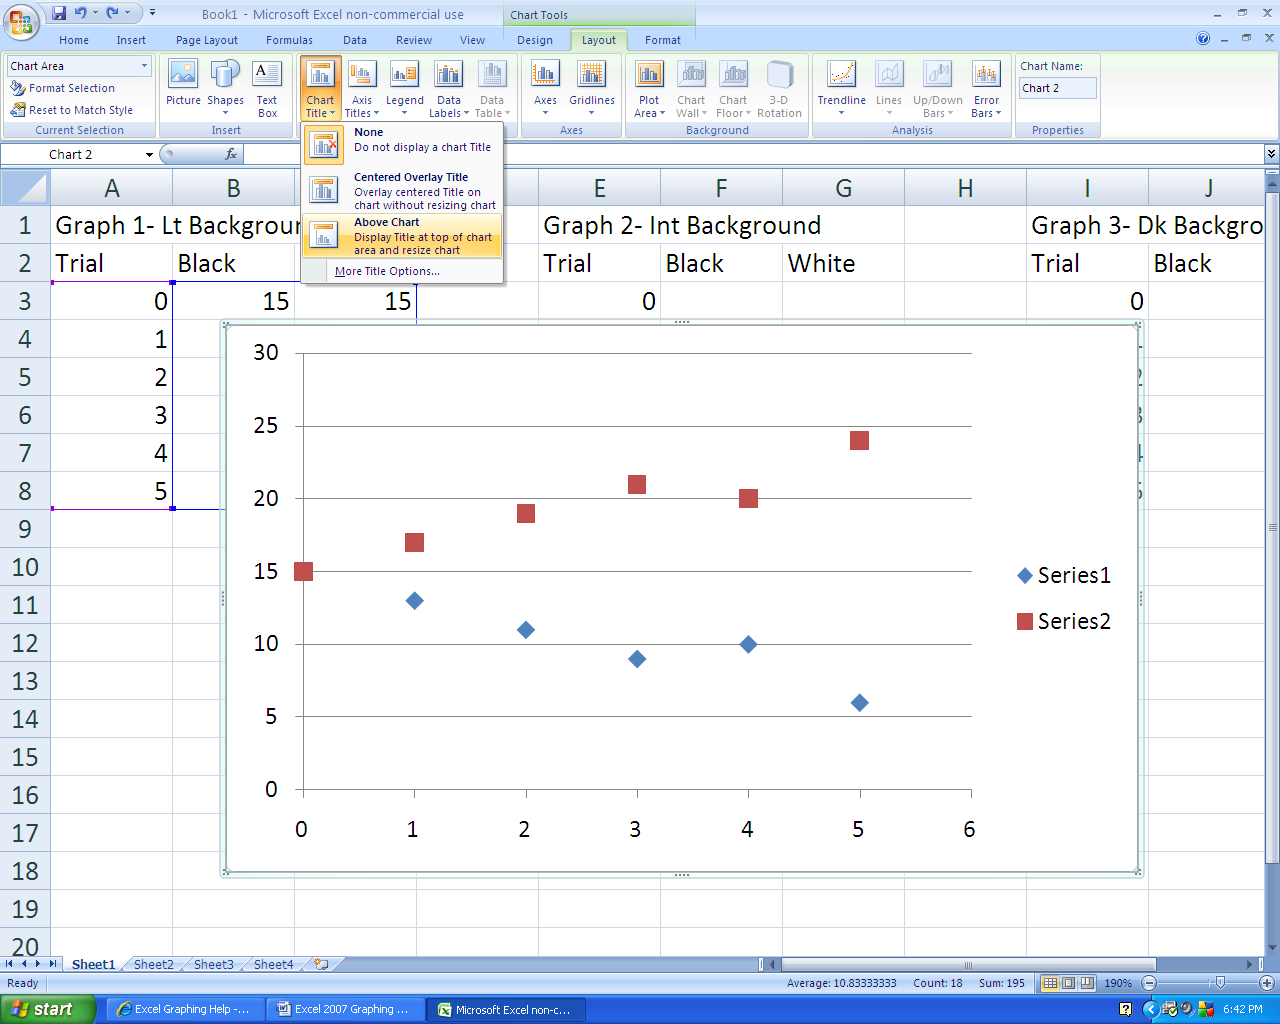 Book1 - Microsoft Excel non-commercial use
Chart Tools
Home Insert Page Layout Formulas Data Review View Design Layout Format
Chart Area
Format Selection
Reset to Match Style
Current Selection
Picture Shapes Text Box
Insert
Chart Title Axis Titles Legend Data Labels Data Table
Axes Gridlines
Axes
Plot Area Chart Wall Chart Floor 3-D Rotation
Background
Trendline Lines Up/Down Bars Error Bars
Analysis
Chart Name:
Chart 2
Properties
None
Do not display a chart Title
Centered Overlay Title
Overlay centered Title on
chart without resizing chart
Above Chart
Display Title at top of chart
area and resize chart
More Title Options...
Chart 2 fx
A B E F G H I J
1 Graph 1- Lt Backgroun Graph 2- Int Background Graph 3- Dk Backgro
2 Trial Black Trial Black White Trial Black
3 0 15 15 0 0
4 1
5 2
6 3
7 4
8 5
9
10
11
12
13
14
15
16
17
18
19
20
30
25
20
15
10
5
0
0 1 2 3 4 5 6
Series1
Series2
Sheet1 Sheet2 Sheet3 Sheet4
Ready Average: 10.83333333 Count: 18 Sum: 195 190%
start Excel Graphing Help -... Excel 2007 Graphing ... Microsoft Excel non-c... 6:42 PM